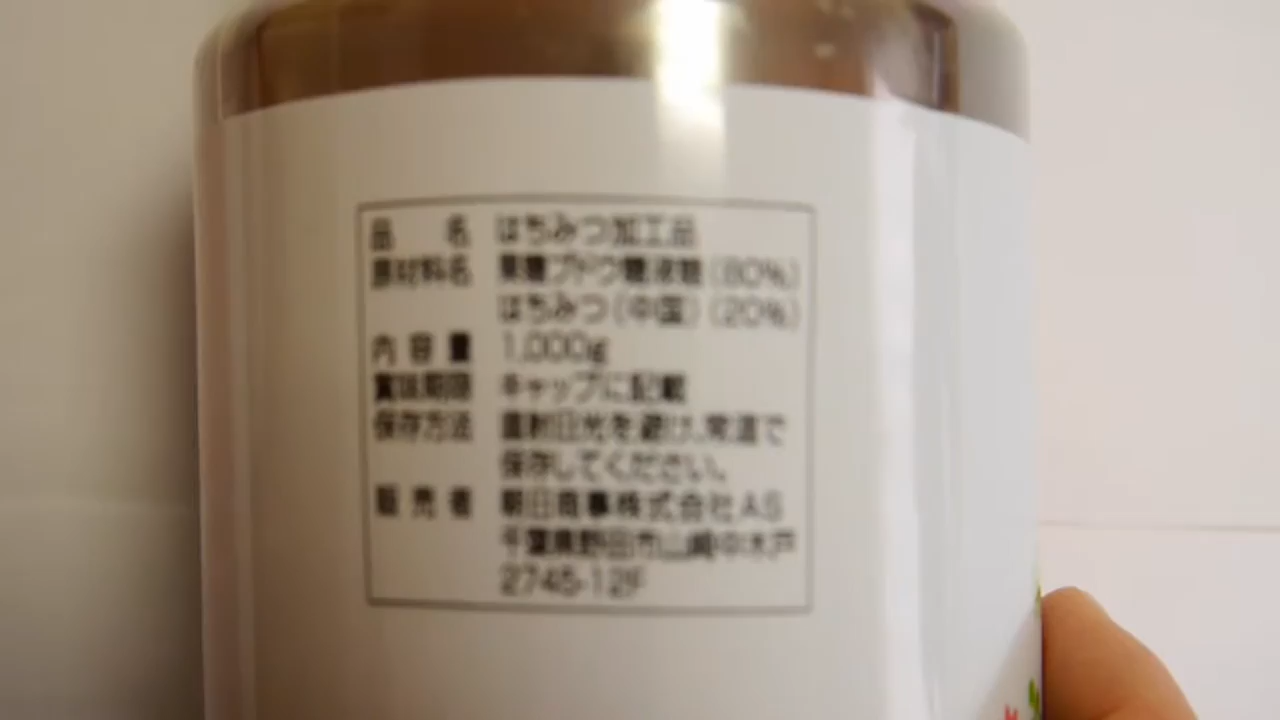 品 名 はちみつ加工品
原材料名 果糖ブドウ糖液糖(80%)
はちみつ(中国)(20%)
内容量 1,000g
賞味期限 キャップに記載
保存方法 直射日光を避け、常温で
保存してください。
販売者 朝日商事株式会社AS
千葉県野田市山崎中木戸
2745-12F